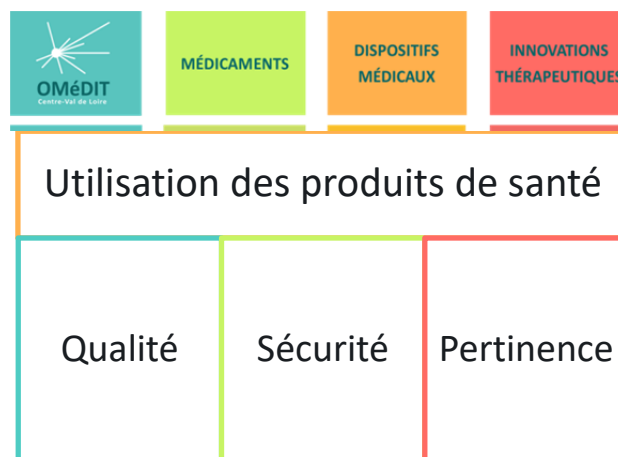 OMéDIT
Centre-Val de Loire
MÉDICAMENTS
DISPOSITIFS
MÉDICAUX
INNOVATIONS
THÉRAPEUTIQUES
Utilisation des produits de santé
Qualité
Sécurité
Pertinence